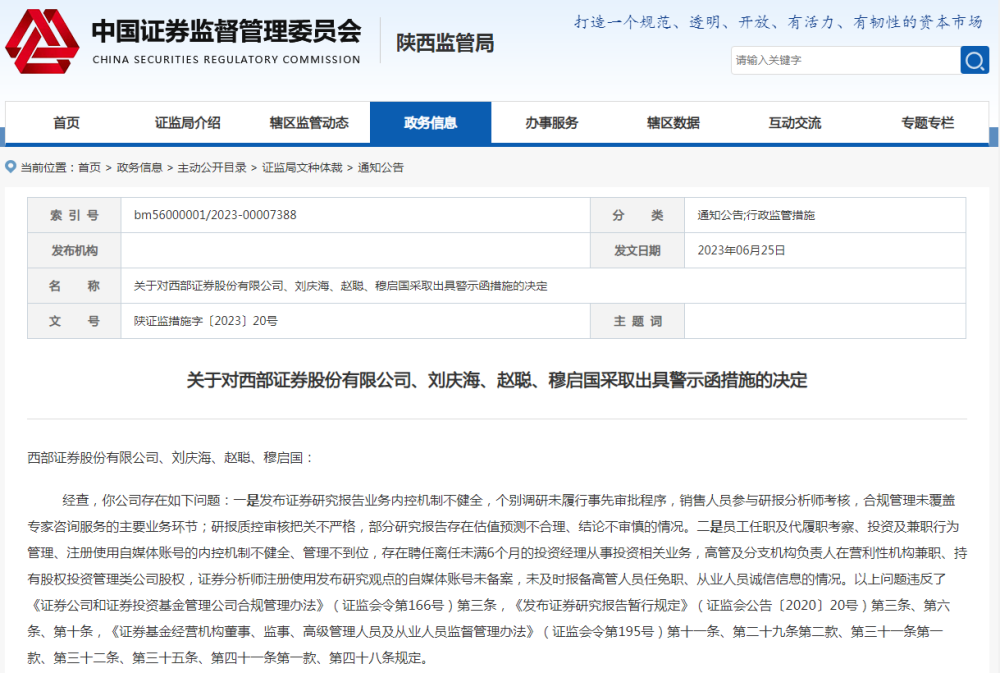 中国证券监督管理委员会
CHINA SECURITIES REGULATORY COMMISSION
陕西监管局
打造一个规范、透明、开放、有活力、有韧性的资本市场
请输入关键字
首页 证监局介绍 辖区监管动态 政务信息 办事服务 辖区数据 互动交流 专题专栏
当前位置：首页 > 政务信息 > 主动公开目录 > 证监局文种体裁 > 通知公告
索 引 号 bm56000001/2023-00007388 分 类 通知公告;行政监管措施
发布机构 发文日期 2023年06月25日
名 称 关于对西部证券股份有限公司、刘庆海、赵聪、穆启国采取出具警示函措施的决定
文 号 陕证监措施字〔2023〕20号 主 题 词
关于对西部证券股份有限公司、刘庆海、赵聪、穆启国采取出具警示函措施的决定
西部证券股份有限公司、刘庆海、赵聪、穆启国：
经查，你公司存在如下问题：一是发布证券研究报告业务内控机制不健全，个别调研未履行事先审批程序，销售人员参与研报分析师考核，合规管理未覆盖
专家咨询服务的主要业务环节；研报质控审核把关不严格，部分研究报告存在估值预测不合理、结论不审慎的情况。二是员工任职及代履职考察、投资及兼职行为
管理、注册使用自媒体账号的内控机制不健全、管理不到位，存在聘任离任未满6个月的投资经理从事投资相关业务，高管及分支机构负责人在营利性机构兼职、持
有股权投资管理类公司股权，证券分析师注册使用发布研究观点的自媒体账号未备案，未及时报备高管人员任免职、从业人员诚信信息的情况。以上问题违反了
《证券公司和证券投资基金管理公司合规管理办法》（证监会令第166号）第三条，《发布证券研究报告暂行规定》（证监会公告〔2020〕20号）第三条、第六
条、第十条，《证券基金经营机构董事、监事、高级管理人员及从业人员监督管理办法》（证监会令第195号）第十一条、第二十九条第二款、第三十一条第一
款、第三十二条、第三十五条、第四十一条第一款、第四十八条规定。